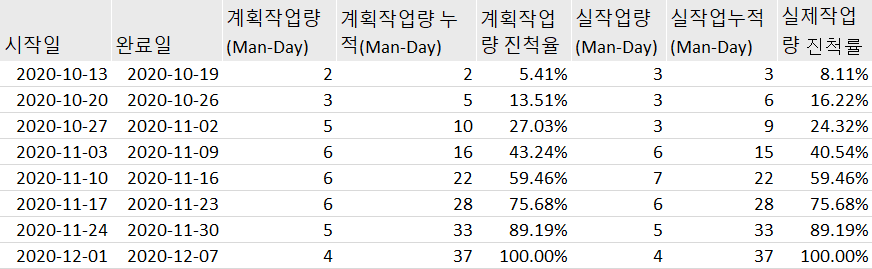 시작일 완료일 계획작업량 (Man-Day) 계획작업량 누적(Man-Day) 계획작업량 진척율 실작업량 (Man-Day) 실작업누적 (Man-Day) 실제작업량 진척률
2020-10-13 2020-10-19 2 2 5.41% 3 3 8.11%
2020-10-20 2020-10-26 3 5 13.51% 3 6 16.22%
2020-10-27 2020-11-02 5 10 27.03% 3 9 24.32%
2020-11-03 2020-11-09 6 16 43.24% 6 15 40.54%
2020-11-10 2020-11-16 6 22 59.46% 7 22 59.46%
2020-11-17 2020-11-23 6 28 75.68% 6 28 75.68%
2020-11-24 2020-11-30 5 33 89.19% 5 33 89.19%
2020-12-01 2020-12-07 4 37 100.00% 4 37 100.00%